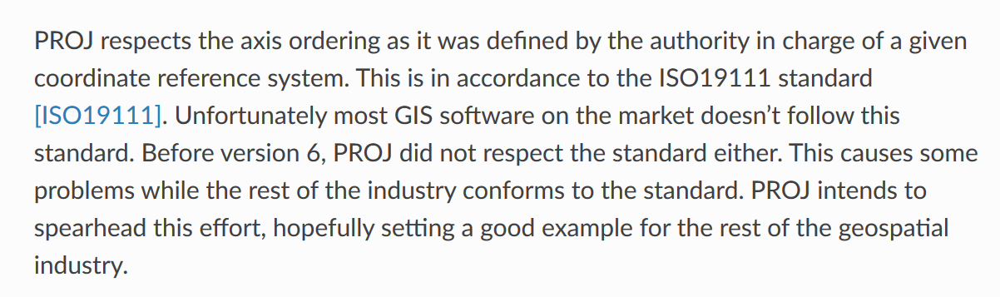 PROJ respects the axis ordering as it was defined by the authority in charge of a given
coordinate reference system. This is in accordance to the ISO19111 standard
[ISO19111]. Unfortunately most GIS software on the market doesn’t follow this
standard. Before version 6, PROJ did not respect the standard either. This causes some
problems while the rest of the industry conforms to the standard. PROJ intends to
spearhead this effort, hopefully setting a good example for the rest of the geospatial
industry.